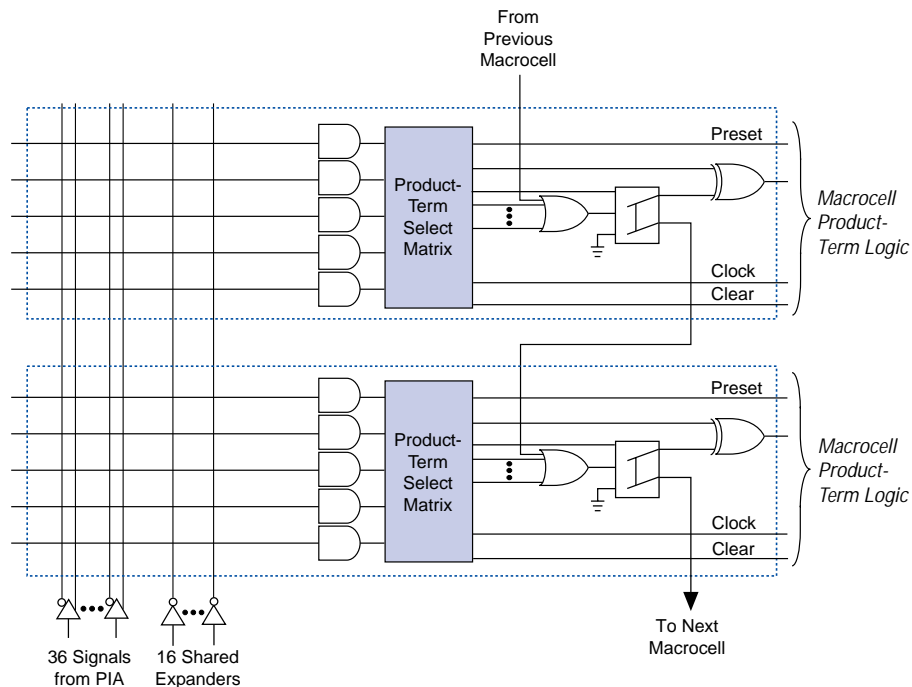 From
Previous
Macrocell
Preset
Product-
Term
Select
Matrix
Macrocell
Product-
Term Logic
Clock
Clear
Preset
Product-
Term
Select
Matrix
Macrocell
Product-
Term Logic
Clock
Clear
To Next
Macrocell
36 Signals
from PIA
16 Shared
Expanders